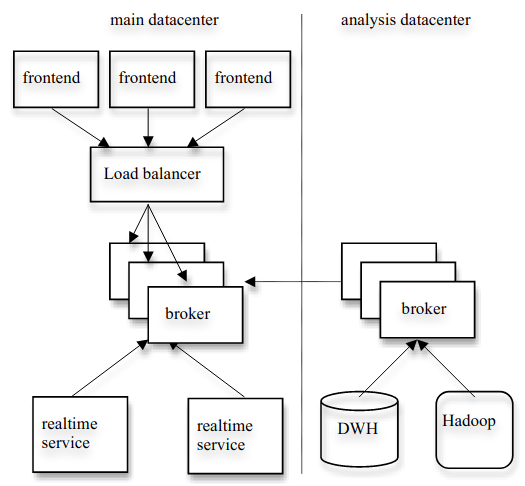 main datacenter
analysis datacenter
frontend
frontend
frontend
Load balancer
broker
broker
realtime
service
realtime
service
DWH
Hadoop